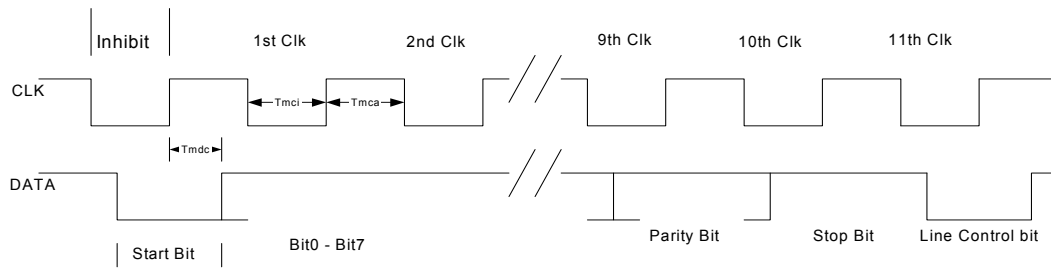 Inhibit
1st Clk
2nd Clk
9th Clk
10th Clk
11th Clk
CLK
Tmci
Tmca
Tmdc
DATA
Start Bit
Bit0 - Bit7
Parity Bit
Stop Bit
Line Control bit